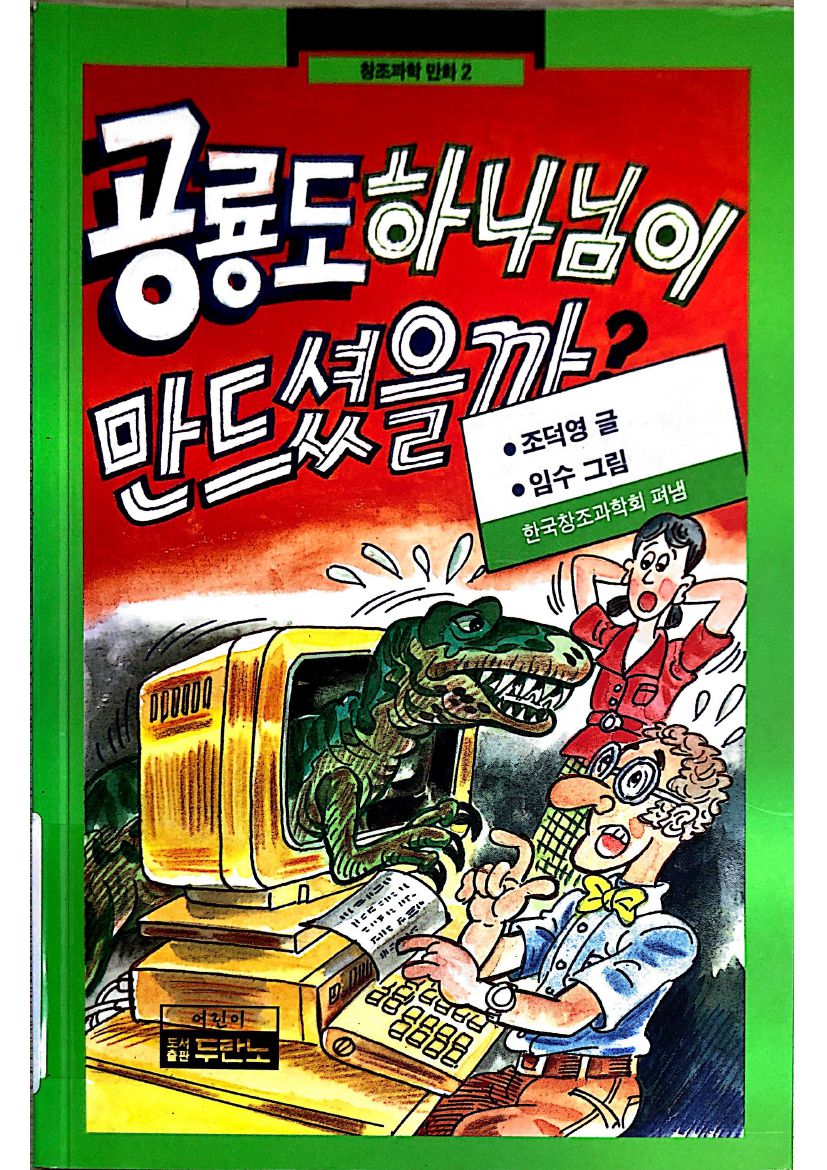 창조과학 만화 2
공룡도 하나님이
만드셨을까?
• 조덕영 글
• 임수 그림
한국창조과학회 펴냄
어린이
도서출판 두란노